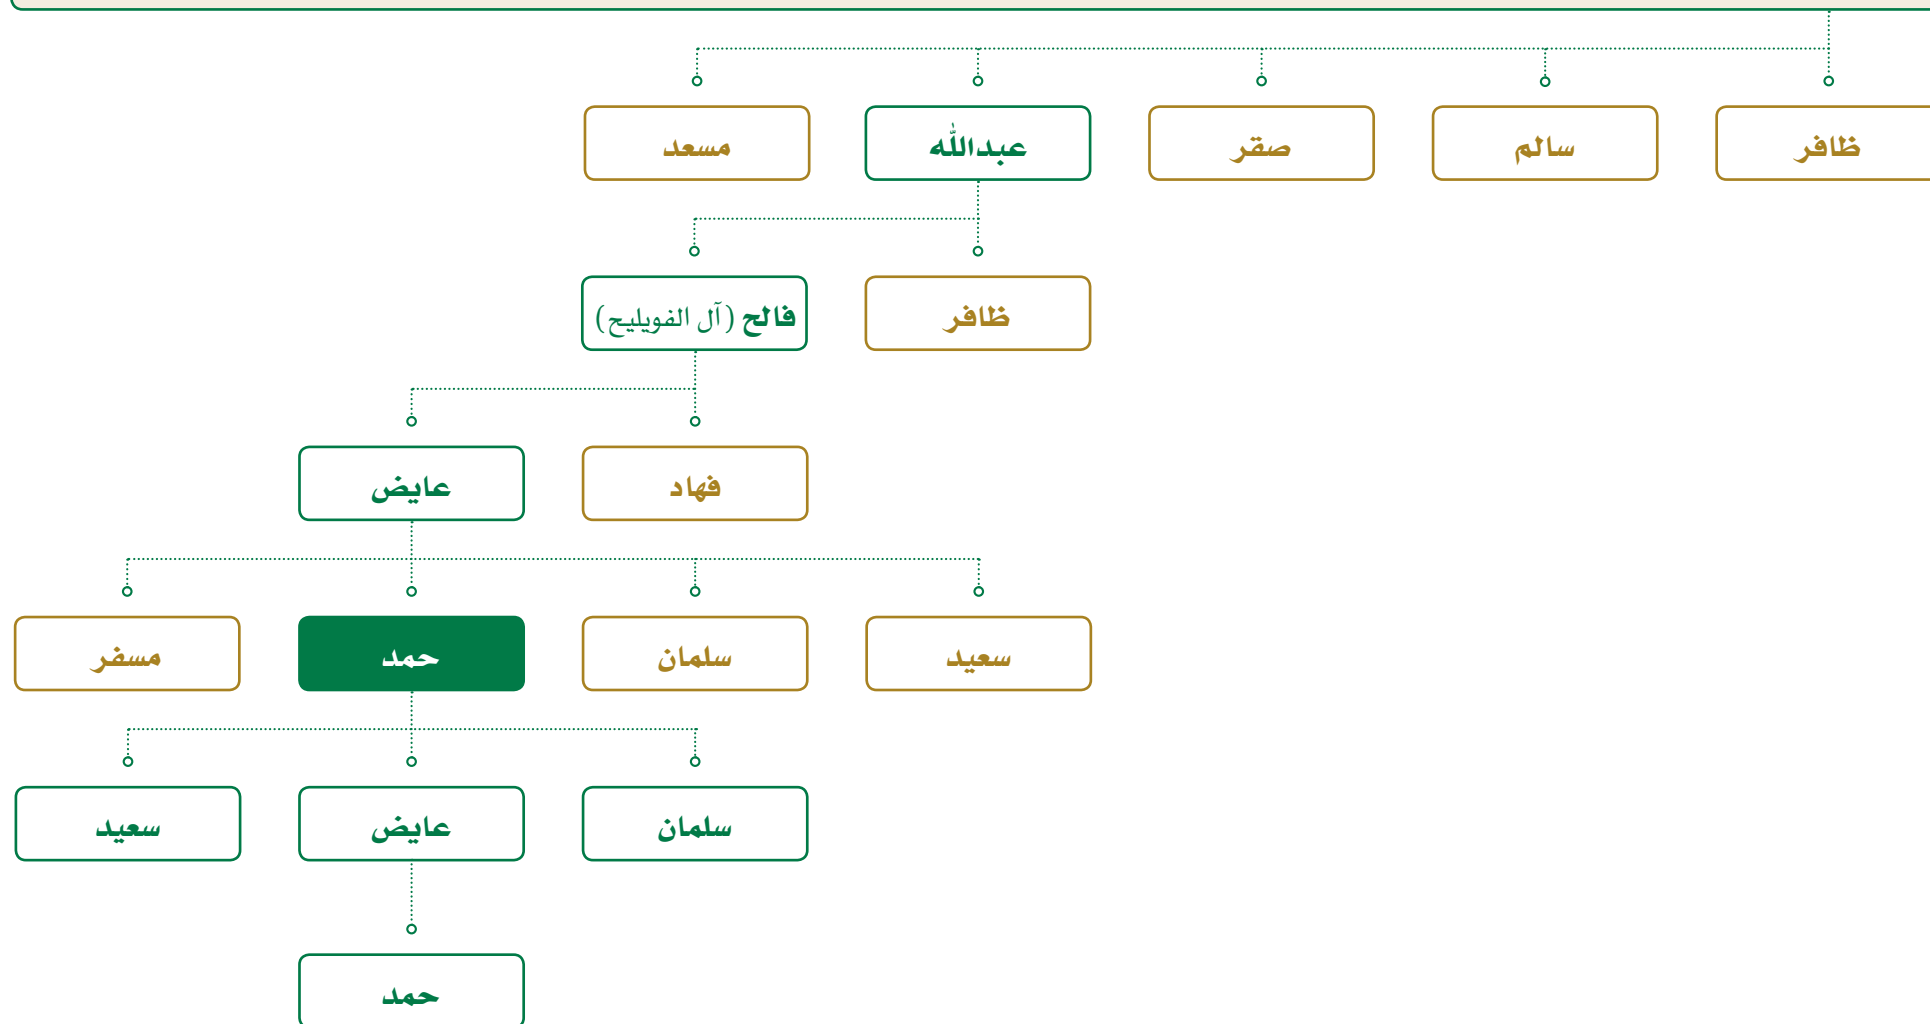 ظافر
سالم
صقر
عبدالله
مسعد
ظافر
فالح (آل الفويليح)
فهاد
عايض
سعيد
سلمان
حمد
مسفر
سلمان
عايض
سعيد
حمد